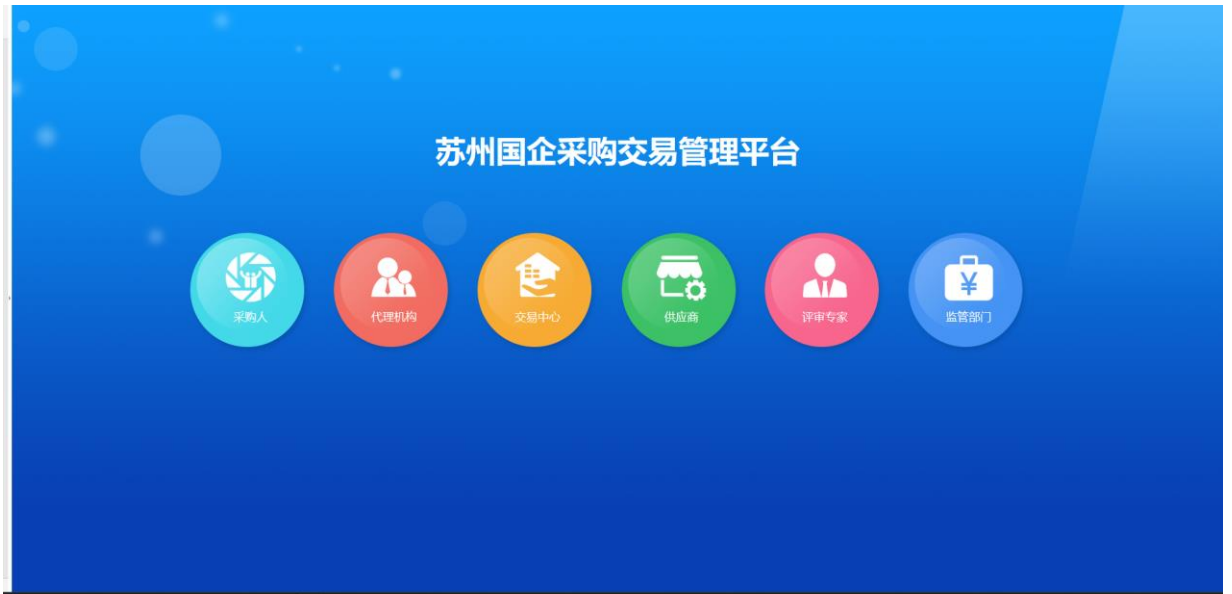 苏州国企采购交易管理平台
采购人
代理机构
交易中心
供应商
评审专家
监管部门